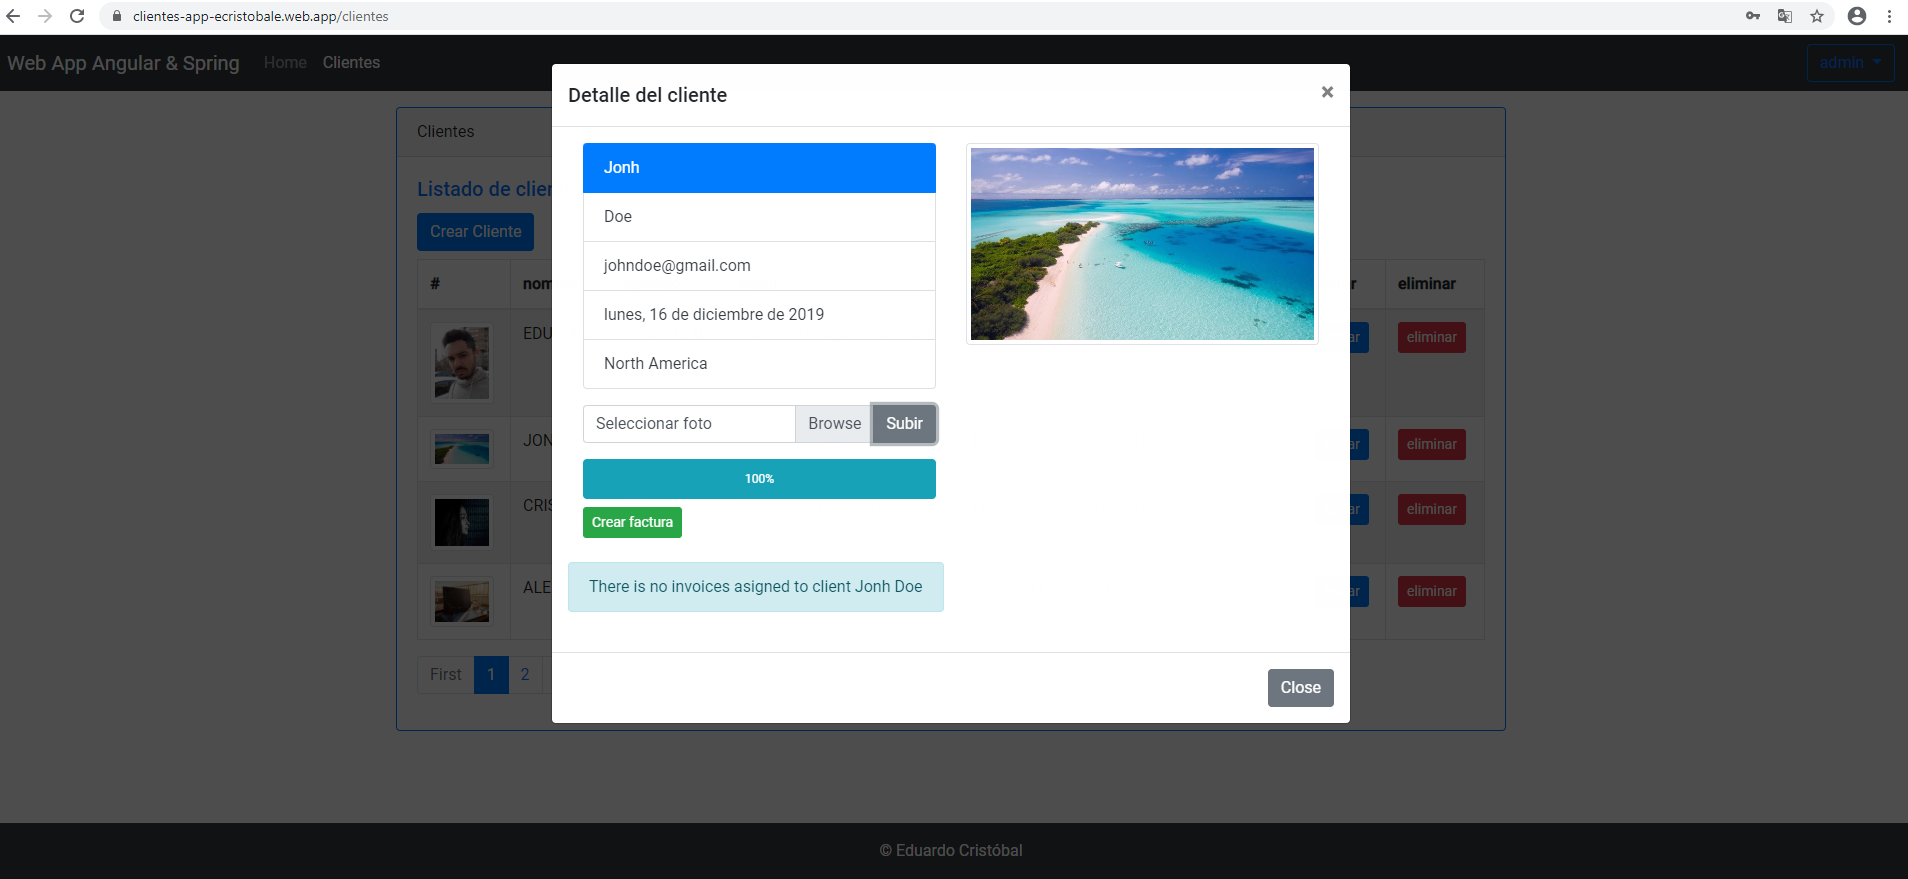 clientes-app-ecristobale.web.app/clientes
Web App Angular & Spring Home Clientes admin
Detalle del cliente ×
Clientes
Jonh
Listado de clien
Doe
Crear Cliente
johndoe@gmail.com
# nom r eliminar
lunes, 16 de diciembre de 2019
EDU ar eliminar
North America
Seleccionar foto Browse Subir
JON ar eliminar
100%
CRIS ar eliminar
Crear factura
There is no invoices asigned to client Jonh Doe
ALE ar eliminar
First 1 2
Close
© Eduardo Cristóbal